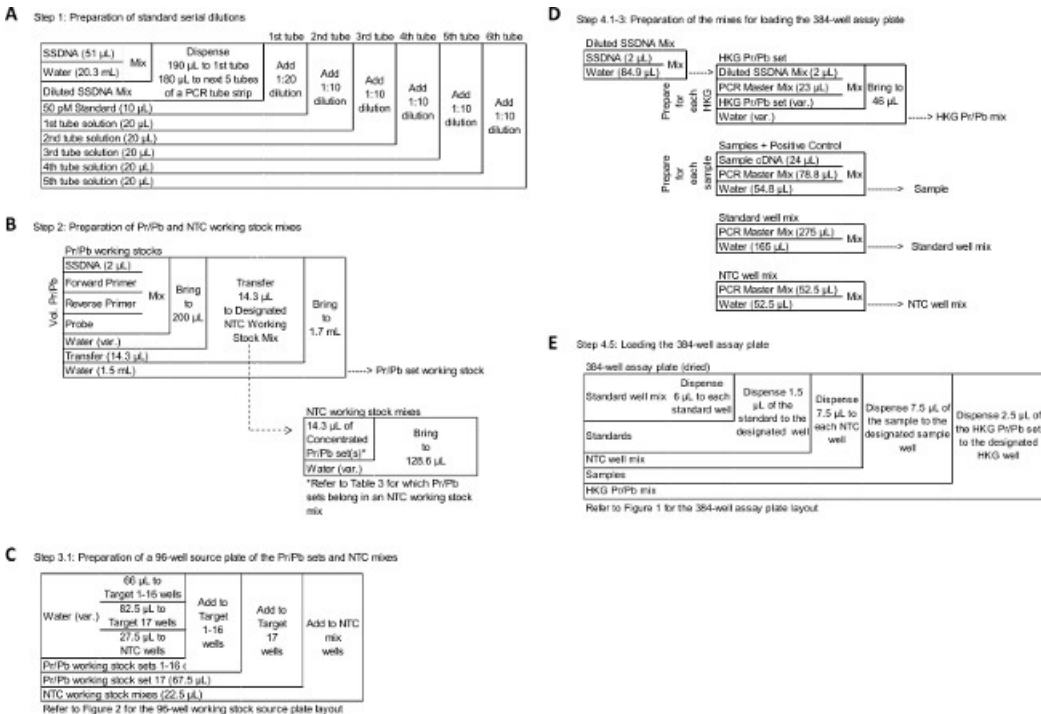 A
Step 1: Preparation of standard serial dilutions
1st tube 2nd tube 3rd tube 4th tube 5th tube 6th tube
SSDNA (51 µL)
Water (20.3 mL)
Mix
Diluted SSDNA Mix
Dispense
190 µL to 1st tube
180 µL to next 5 tubes
of a PCR tube strip
Add
1:20
dilution
Add
1:10
dilution
Add
1:10
dilution
Add
1:10
dilution
Add
1:10
dilution
Add
1:10
dilution
50 pM Standard (10 µL)
1st tube solution (20 µL)
2nd tube solution (20 µL)
3rd tube solution (20 µL)
4th tube solution (20 µL)
5th tube solution (20 µL)
B
Step 2: Preparation of Pr/Pb and NTC working stock mixes
Pr/Pb working stocks
Vol. Pr/Pb
SSDNA (2 µL)
Forward Primer
Reverse Primer
Probe
Mix
Water (var.)
Bring
to
200 µL
Transfer
14.3 µL
to Designated
NTC Working
Stock Mix
Bring
to
1.7 mL
Transfer (14.3 µL)
Water (1.5 mL)
Pr/Pb set working stock
NTC working stock mixes
14.3 µL of
Concentrated
Pr/Pb set(s)*
Water (var.)
Bring
to
128.6 µL
*Refer to Table 3 for which Pr/Pb
sets belong in an NTC working stock
mix
C
Step 3.1: Preparation of a 96-well source plate of the Pr/Pb sets and NTC mixes
Water (var.)
66 µL to
Target 1-16 wells
82.5 µL to
Target 17 wells
27.5 µL to
NTC wells
Add to
Target
1-16
wells
Add to
Target
17
wells
Add to NTC
mix
wells
Pr/Pb working stock sets 1-16 (
Pr/Pb working stock set 17 (67.5 µL)
NTC working stock mixes (22.5 µL)
Refer to Figure 2 for the 96-well working stock source plate layout
D
Step 4.1-3: Preparation of the mixes for loading the 384-well assay plate
Diluted SSDNA Mix
SSDNA (2 µL)
Water (84.9 µL)
Mix
Prepare
for
each
HKG
HKG Pr/Pb set
Diluted SSDNA Mix (2 µL)
PCR Master Mix (23 µL)
HKG Pr/Pb set (var.)
Water (var.)
Mix
Bring to
46 µL
HKG Pr/Pb mix
Prepare
for
each
sample
Samples + Positive Control
Sample cDNA (24 µL)
PCR Master Mix (78.8 µL)
Water (54.8 µL)
Mix
Sample
Standard well mix
PCR Master Mix (275 µL)
Water (165 µL)
Mix
Standard well mix
NTC well mix
PCR Master Mix (52.5 µL)
Water (52.5 µL)
Mix
NTC well mix
E
Step 4.5: Loading the 384-well assay plate
384-well assay plate (dried)
Standard well mix
Dispense
6 µL to each
standard well
Standards
Dispense 1.5
µL of the
standard to the
designated well
NTC well mix
Dispense
7.5 µL to
each NTC
well
Samples
Dispense 7.5 µL of
the sample to the
designated sample
well
HKG Pr/Pb mix
Dispense 2.5 µL of
the HKG Pr/Pb set
to the designated
HKG well
Refer to Figure 1 for the 384-well assay plate layout